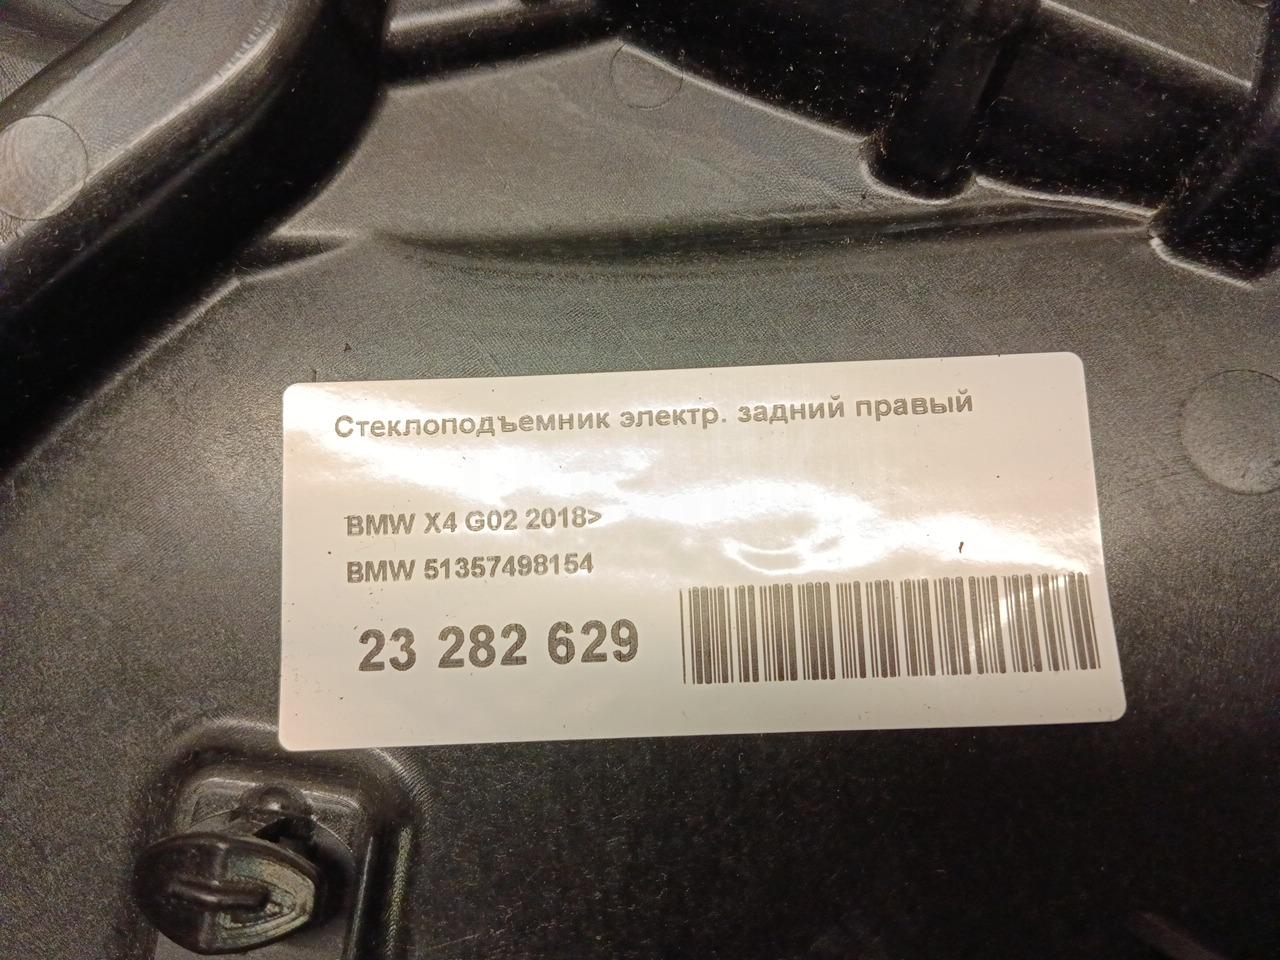 Стеклоподъемник электр. задний правый
BMW X4 G02 2018>
BMW 51357498154
23 282 629